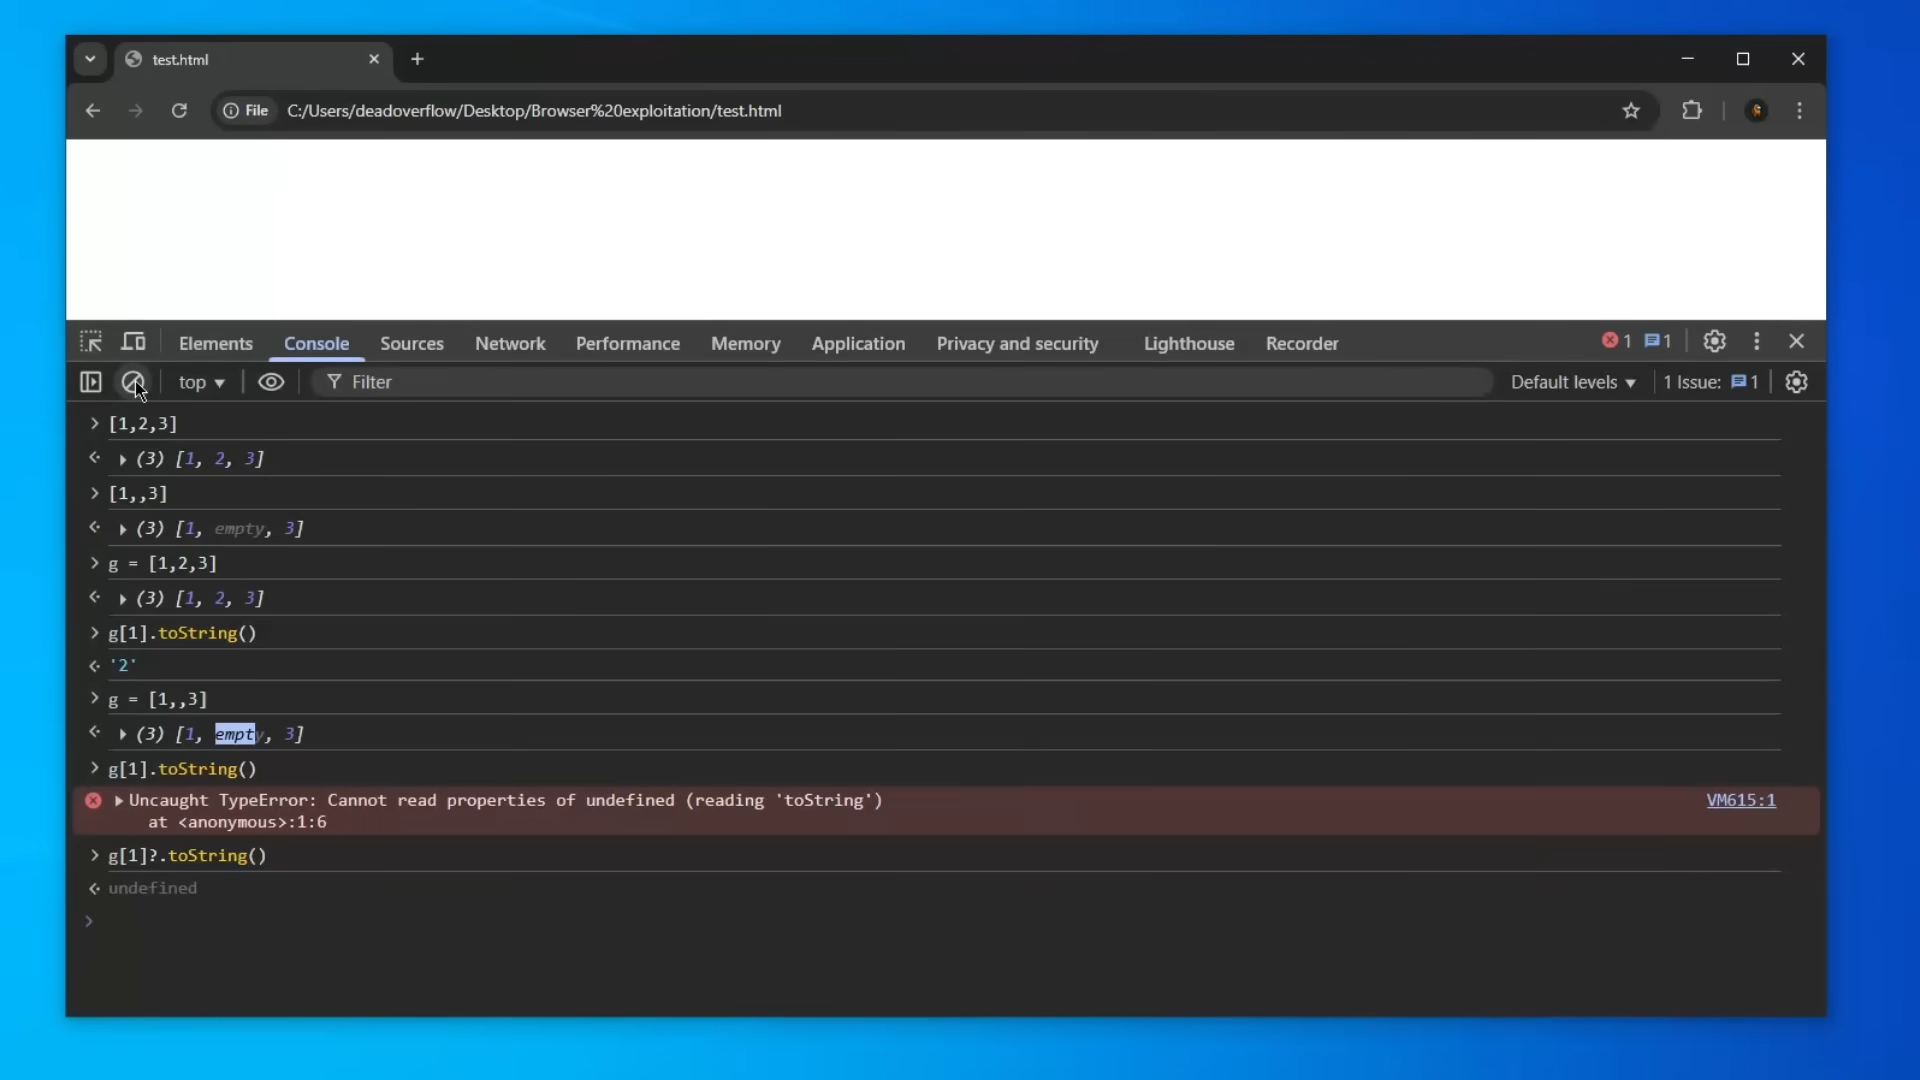 test.html
File C:/Users/deadoverflow/Desktop/Browser%20exploitation/test.html
Elements Console Sources Network Performance Memory Application Privacy and security Lighthouse Recorder 1 1
top Filter Default levels 1 Issue: 1
> [1,2,3]
(3) [1, 2, 3]
> [1,,3]
(3) [1, empty, 3]
> g = [1,2,3]
(3) [1, 2, 3]
> g[1].toString()
'2'
> g = [1,,3]
(3) [1, empty, 3]
> g[1].toString()
Uncaught TypeError: Cannot read properties of undefined (reading 'toString') VM615:1
at <anonymous>:1:6
> g[1]?.toString()
undefined
>